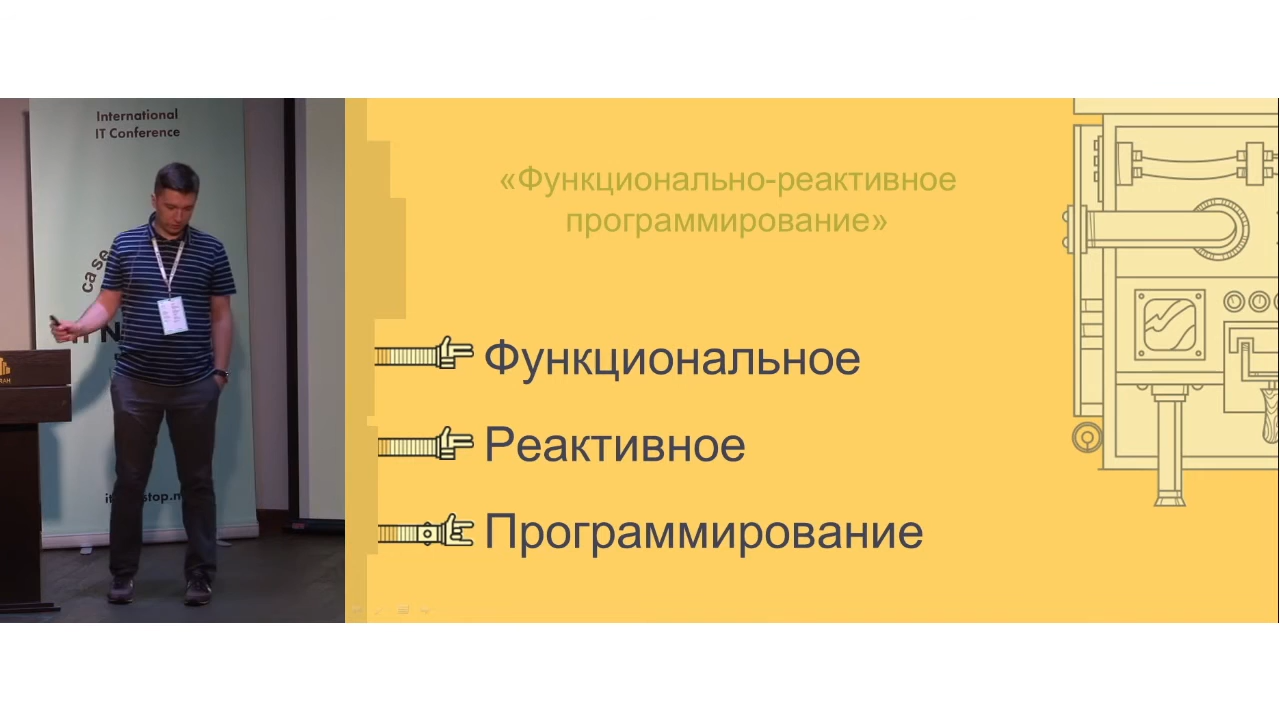 International
IT Conference
«Функционально-реактивное
программирование»
Функциональное
Реактивное
Программирование